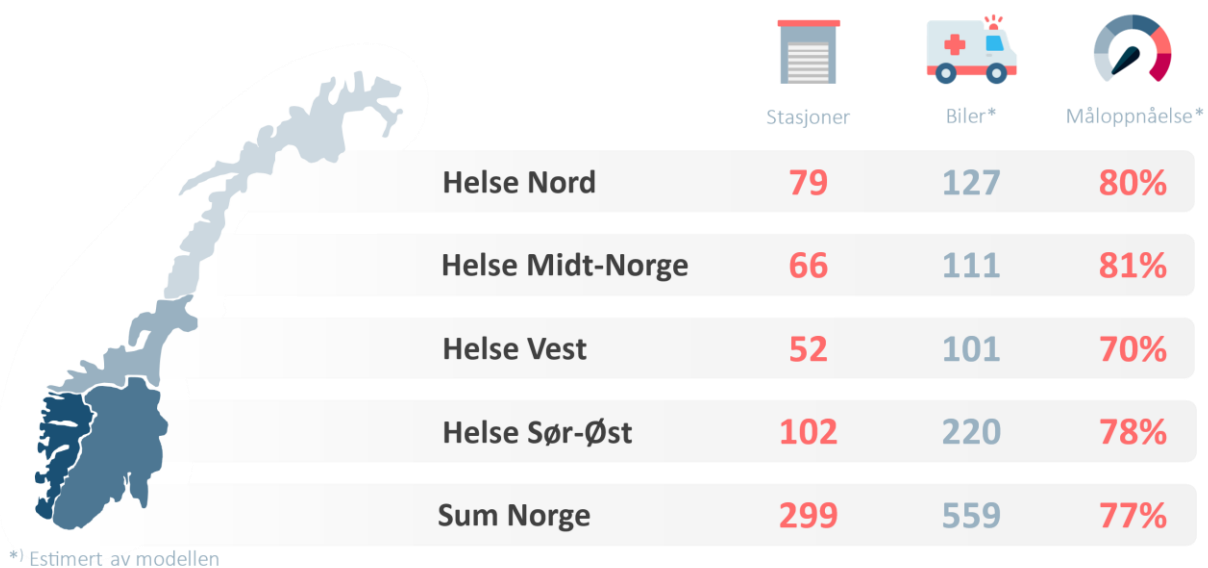 Stasjoner Biler* Måloppnåelse*
Helse Nord 79 127 80%
Helse Midt-Norge 66 111 81%
Helse Vest 52 101 70%
Helse Sør-Øst 102 220 78%
Sum Norge 299 559 77%
*) Estimert av modellen